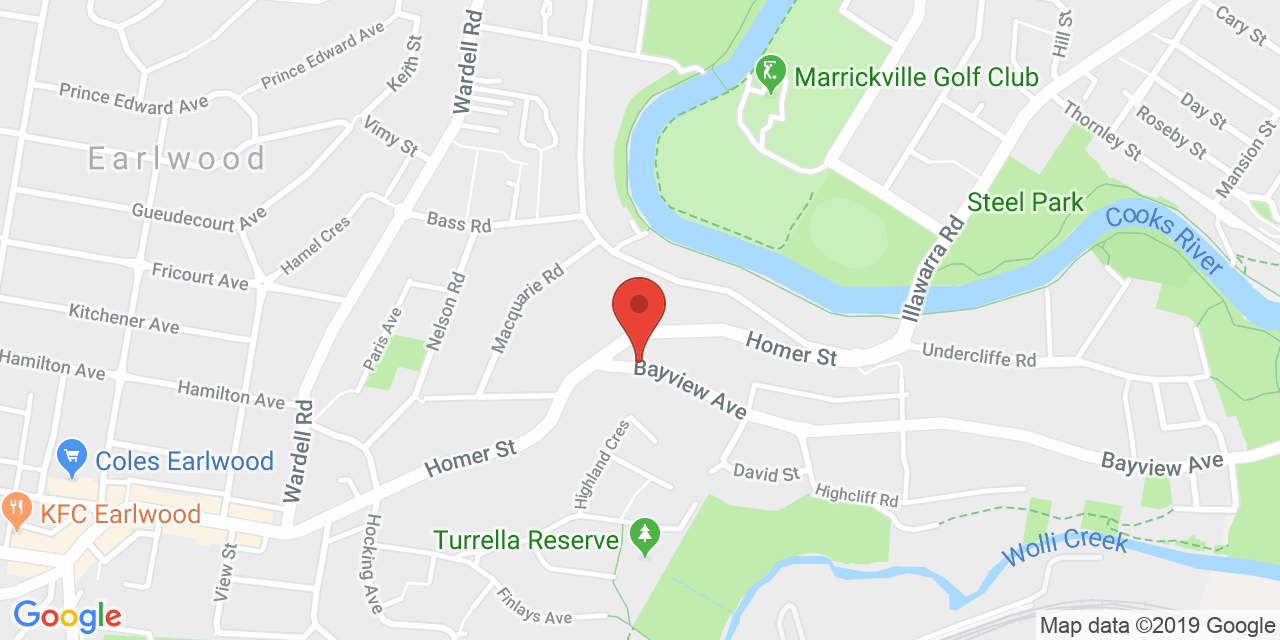 Prince Edward Ave
Keith St
Wardell Rd
Hill St
Cary St
Marrickville Golf Club
Prince Edward Ave
Vimy St
Day St
Roseby St
Thornley St
Mansion St
Earlwood
Gueudecourt Ave
Bass Rd
Hamel Cres
Steel Park
Cooks River
Illawarra Rd
Fricourt Ave
Kitchener Ave
Paris Ave
Nelson Rd
Macquarie Rd
Homer St
Undercliffe Rd
Hamilton Ave
Hamilton Ave
Bayview Ave
Wardell Rd
Homer St
Highland Cres
Coles Earlwood
David St
Bayview Ave
Highcliff Rd
KFC Earlwood
Turrella Reserve
Wolli Creek
View St
Hocking Ave
Finlays Ave
Google
Map data ©2019 Google